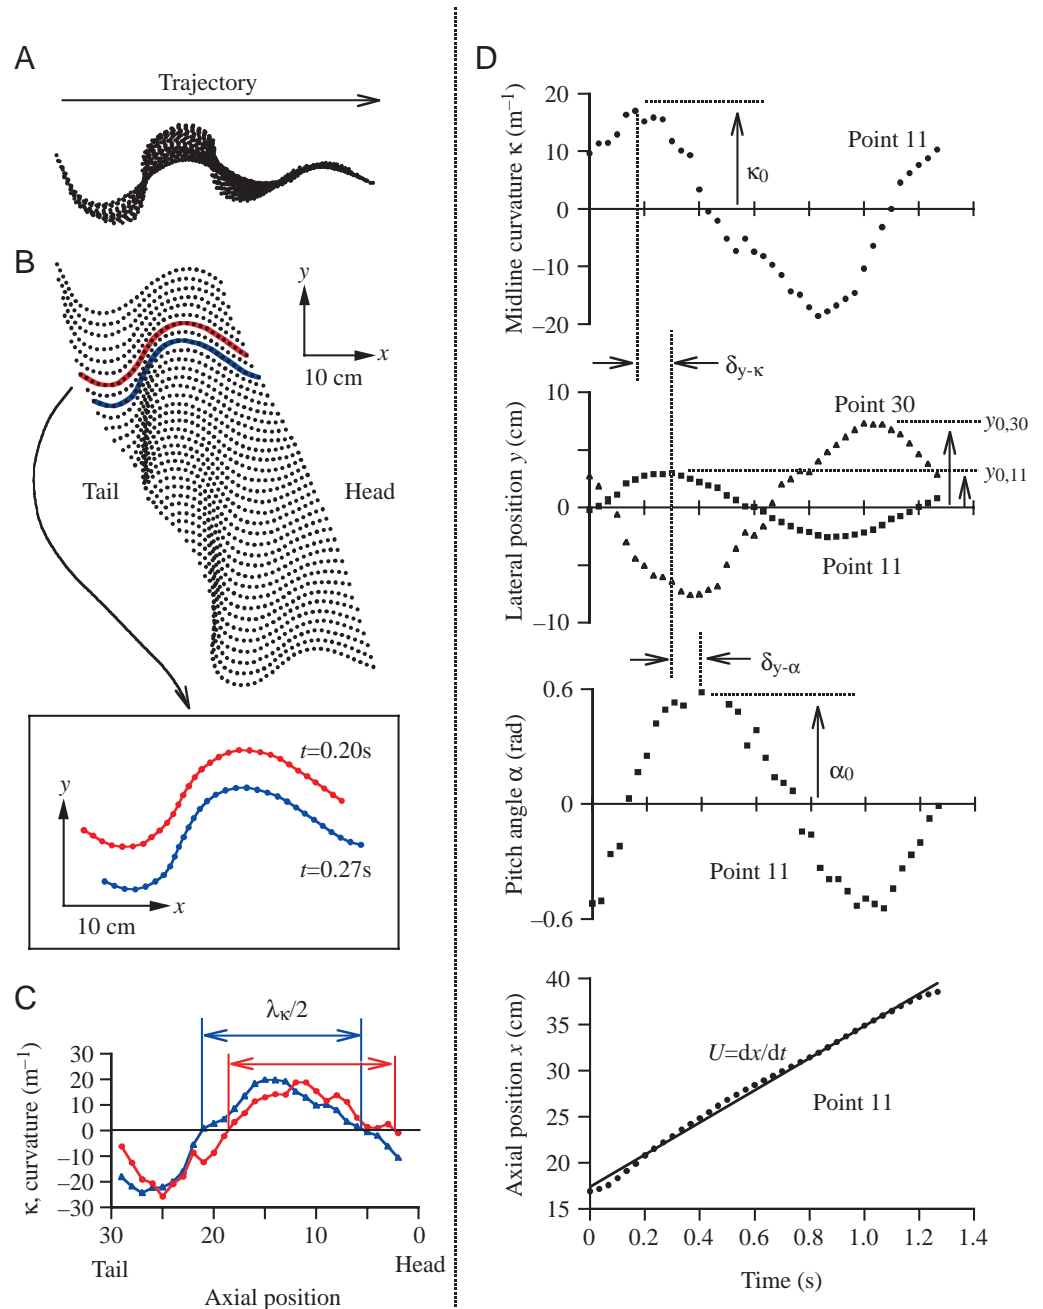 A
Trajectory
B
y
x
10 cm
Tail
Head
t=0.20s
y
t=0.27s
x
10 cm
C
λκ/2
κ, curvature (m⁻¹)
30
20
10
0
–10
–20
–30
30
20
10
0
Tail
Head
Axial position
D
Midline curvature κ (m⁻¹)
20
10
0
–10
–20
Point 11
κ0
δy-κ
Lateral position y (cm)
10
0
–10
Point 30
y0,30
y0,11
Point 11
δy-α
Pitch angle α (rad)
0.6
0
–0.6
α0
Point 11
Axial position x (cm)
40
35
30
25
20
15
U=dx/dt
Point 11
0
0.2
0.4
0.6
0.8
1.0
1.2
1.4
Time (s)